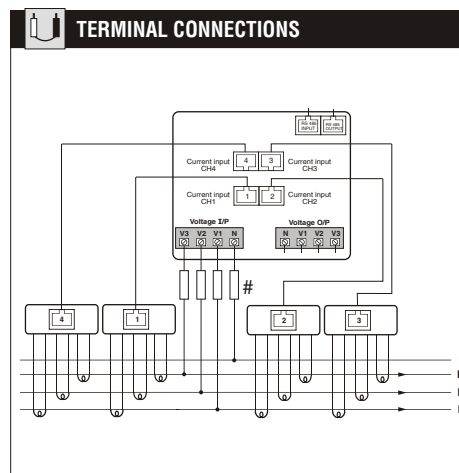 TERMINAL CONNECTIONS
RS 485 INPUT
RS 485 OUTPUT
Current input CH4
4
3
Current input CH3
Current input CH1
1
2
Current input CH2
Voltage I/P
Voltage O/P
V3 V2 V1 N
N V1 V2 V3
#
4
1
2
3